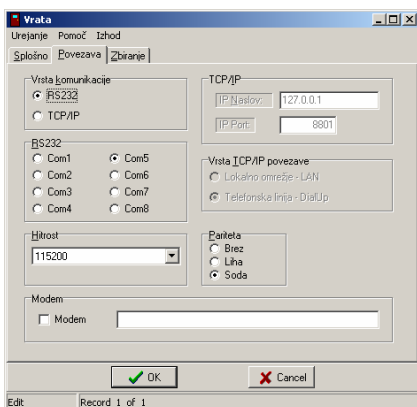 Vrata
Urejanje Pomoč Izhod
Splošno Povezava Zbiranje
Vrsta komunikacije
RS232
TCP/IP
TCP/IP
IP Naslov: 127.0.0.1
IP Port: 8801
RS232
Com1 Com5
Com2 Com6
Com3 Com7
Com4 Com8
Vrsta TCP/IP povezave
Lokalno omrežje - LAN
Telefonska linija - DialUp
Hitrost
115200
Pariteta
Brez
Liha
Soda
Modem
Modem
OK Cancel
Edit Record 1 of 1